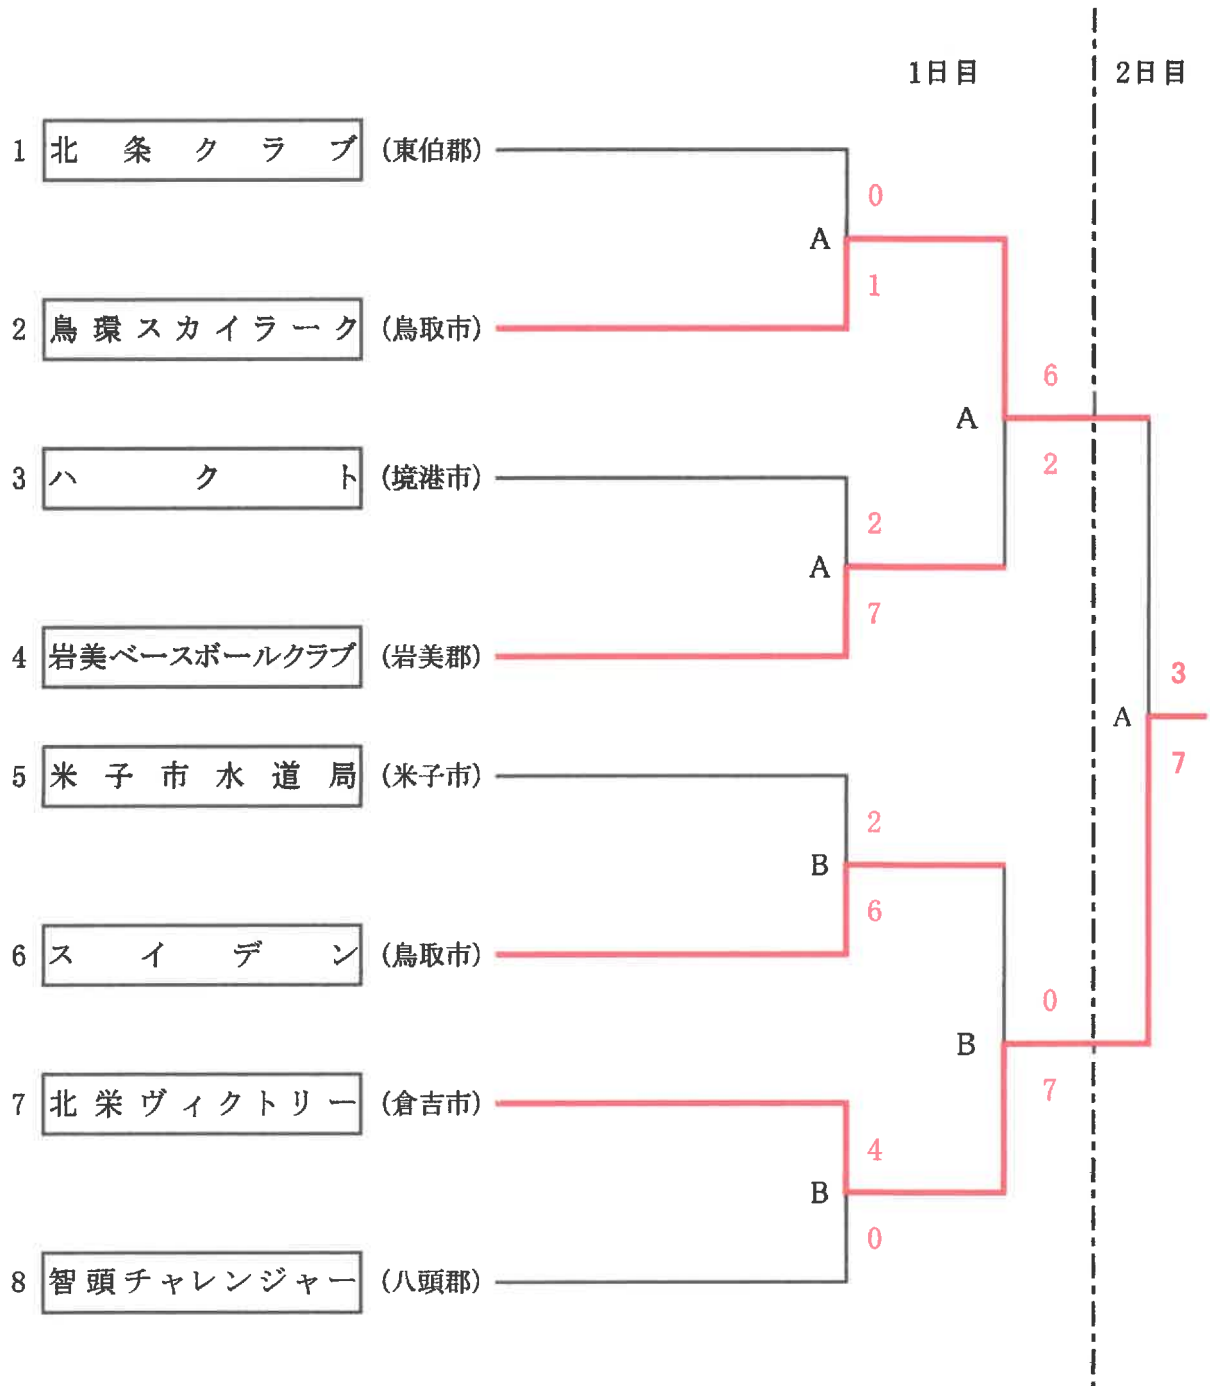 1日目 2日目
1 北条クラブ (東伯郡)
0
A
1
2 鳥環スカイラーク (鳥取市)
6
A
2
3 ハクト (境港市)
2
A
7
4 岩美ベースボールクラブ (岩美郡)
3
A
7
5 米子市水道局 (米子市)
2
B
6
6 スイデン (鳥取市)
0
B
7
7 北栄ヴィクトリー (倉吉市)
4
B
0
8 智頭チャレンジャー (八頭郡)